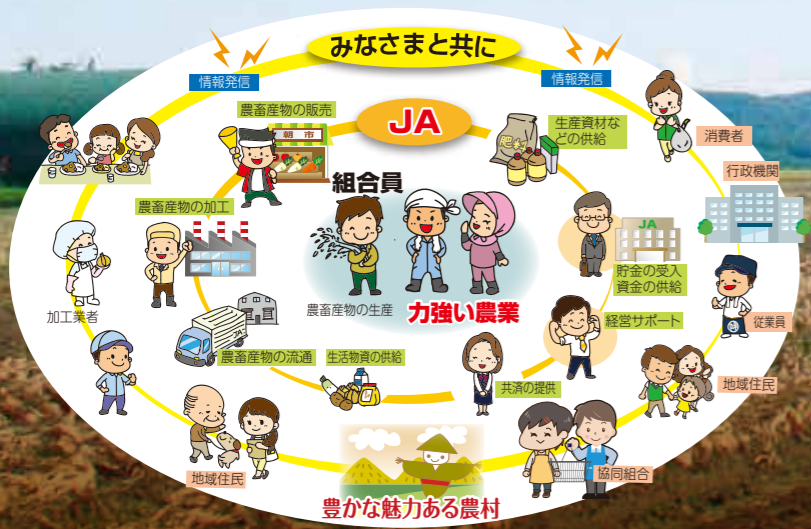 みなさまと共に
情報発信
情報発信
農畜産物の販売
朝市
JA
肥料
生産資材な
どの供給
消費者
行政機関
組合員
農畜産物の加工
JA
貯金の受入
資金の供給
加工業者
農畜産物の生産
力強い農業
経営サポート
従業員
農畜産物の流通
生活物資の供給
共済の提供
地域住民
地域住民
協同組合
豊かな魅力ある農村